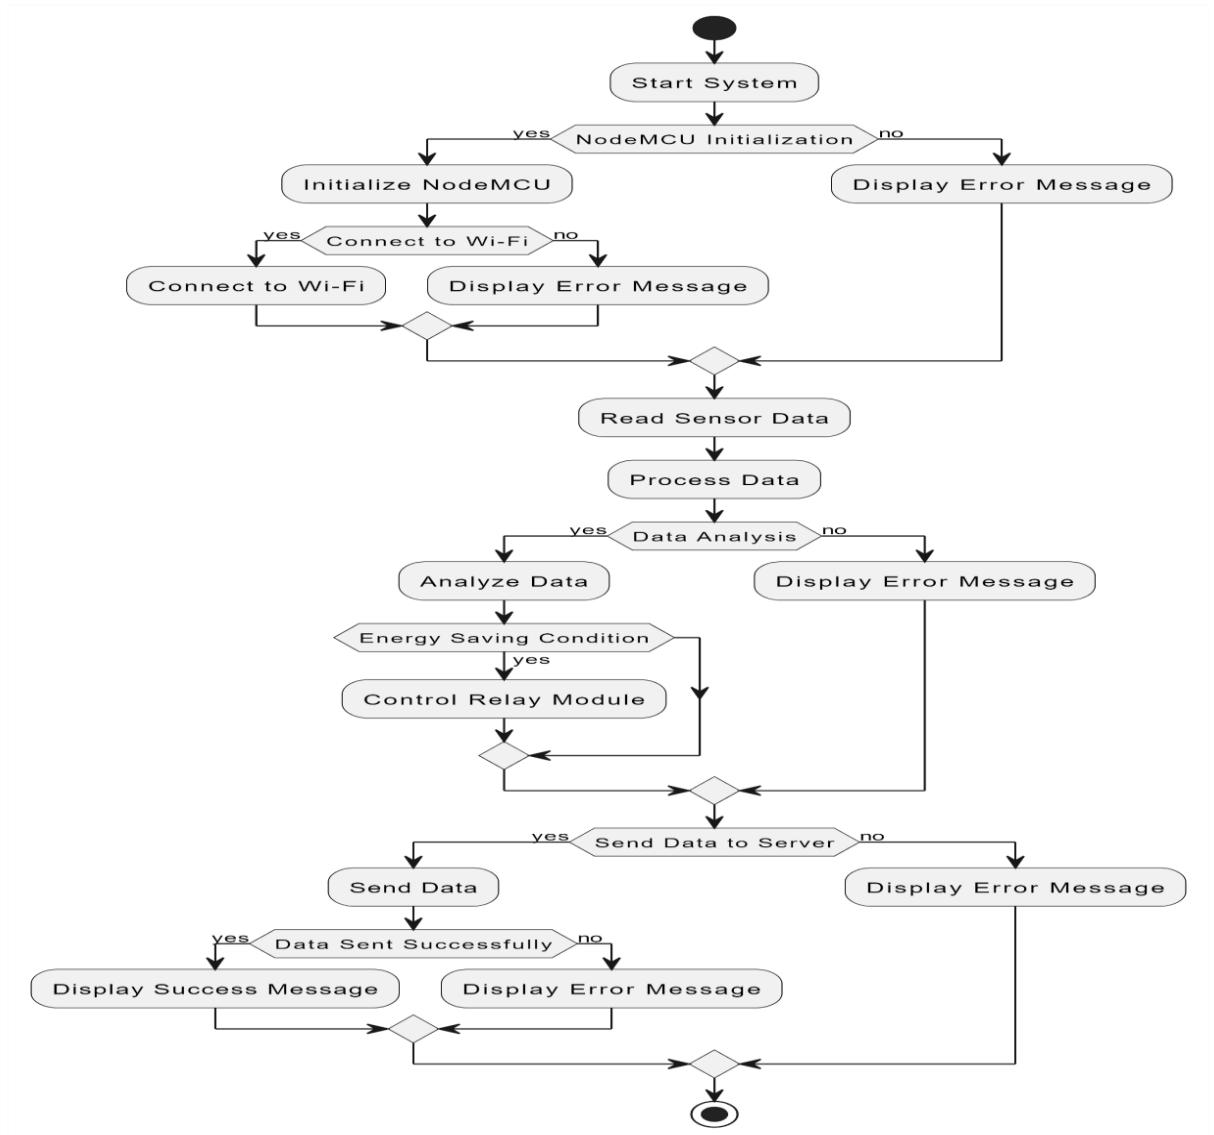 Start System
yes
NodeMCU Initialization
no
Initialize NodeMCU
Display Error Message
yes
Connect to Wi-Fi
no
Connect to Wi-Fi
Display Error Message
Read Sensor Data
Process Data
yes
Data Analysis
no
Analyze Data
Display Error Message
Energy Saving Condition
yes
Control Relay Module
yes
Send Data to Server
no
Send Data
Display Error Message
yes
Data Sent Successfully
no
Display Success Message
Display Error Message